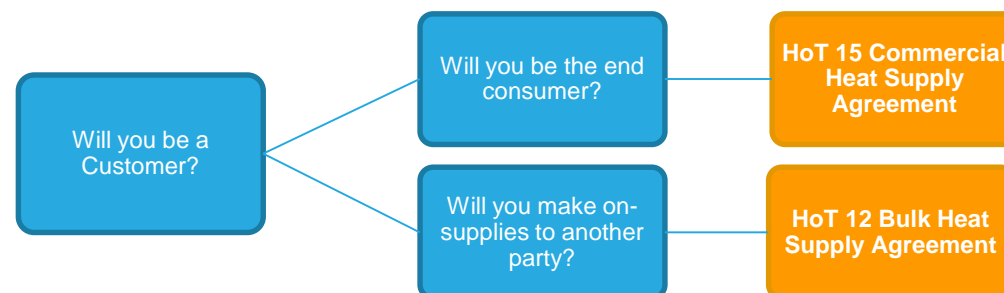 Will you be a
Customer?
Will you be the end
consumer?
HoT 15 Commercial
Heat Supply
Agreement
Will you make on-
supplies to another
party?
HoT 12 Bulk Heat
Supply Agreement